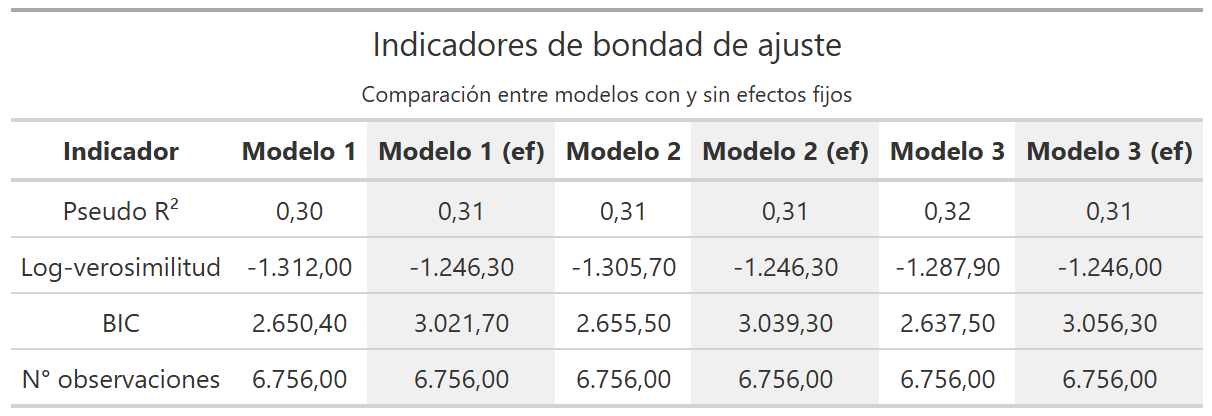 Indicadores de bondad de ajuste
Comparación entre modelos con y sin efectos fijos
Indicador Modelo 1 Modelo 1 (ef) Modelo 2 Modelo 2 (ef) Modelo 3 Modelo 3 (ef)
Pseudo R² 0,30 0,31 0,31 0,31 0,32 0,31
Log-verosimilitud -1.312,00 -1.246,30 -1.305,70 -1.246,30 -1.287,90 -1.246,00
BIC 2.650,40 3.021,70 2.655,50 3.039,30 2.637,50 3.056,30
N° observaciones 6.756,00 6.756,00 6.756,00 6.756,00 6.756,00 6.756,00